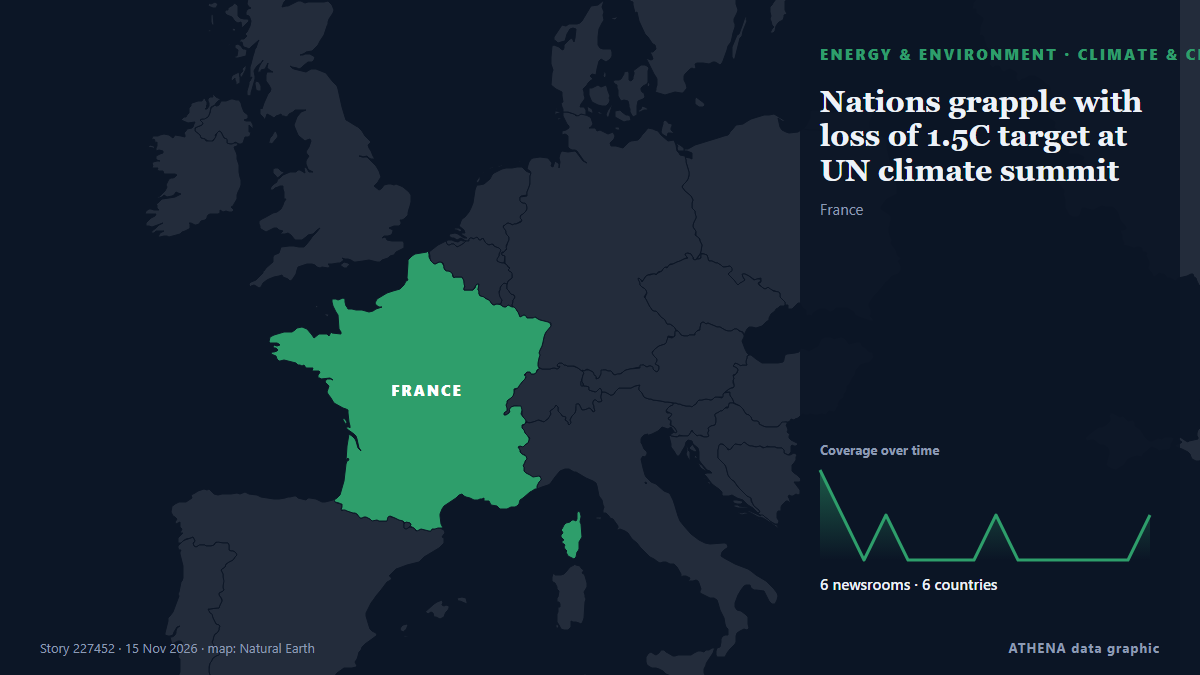 ENERGY & ENVIRONMENT · CLIMATE &
Nations grapple with
loss of 1.5C target at
UN climate summit
France
FRANCE
Coverage over time
6 newsrooms · 6 countries
Story 227452 · 15 Nov 2026 · map: Natural Earth
ATHENA data graphic